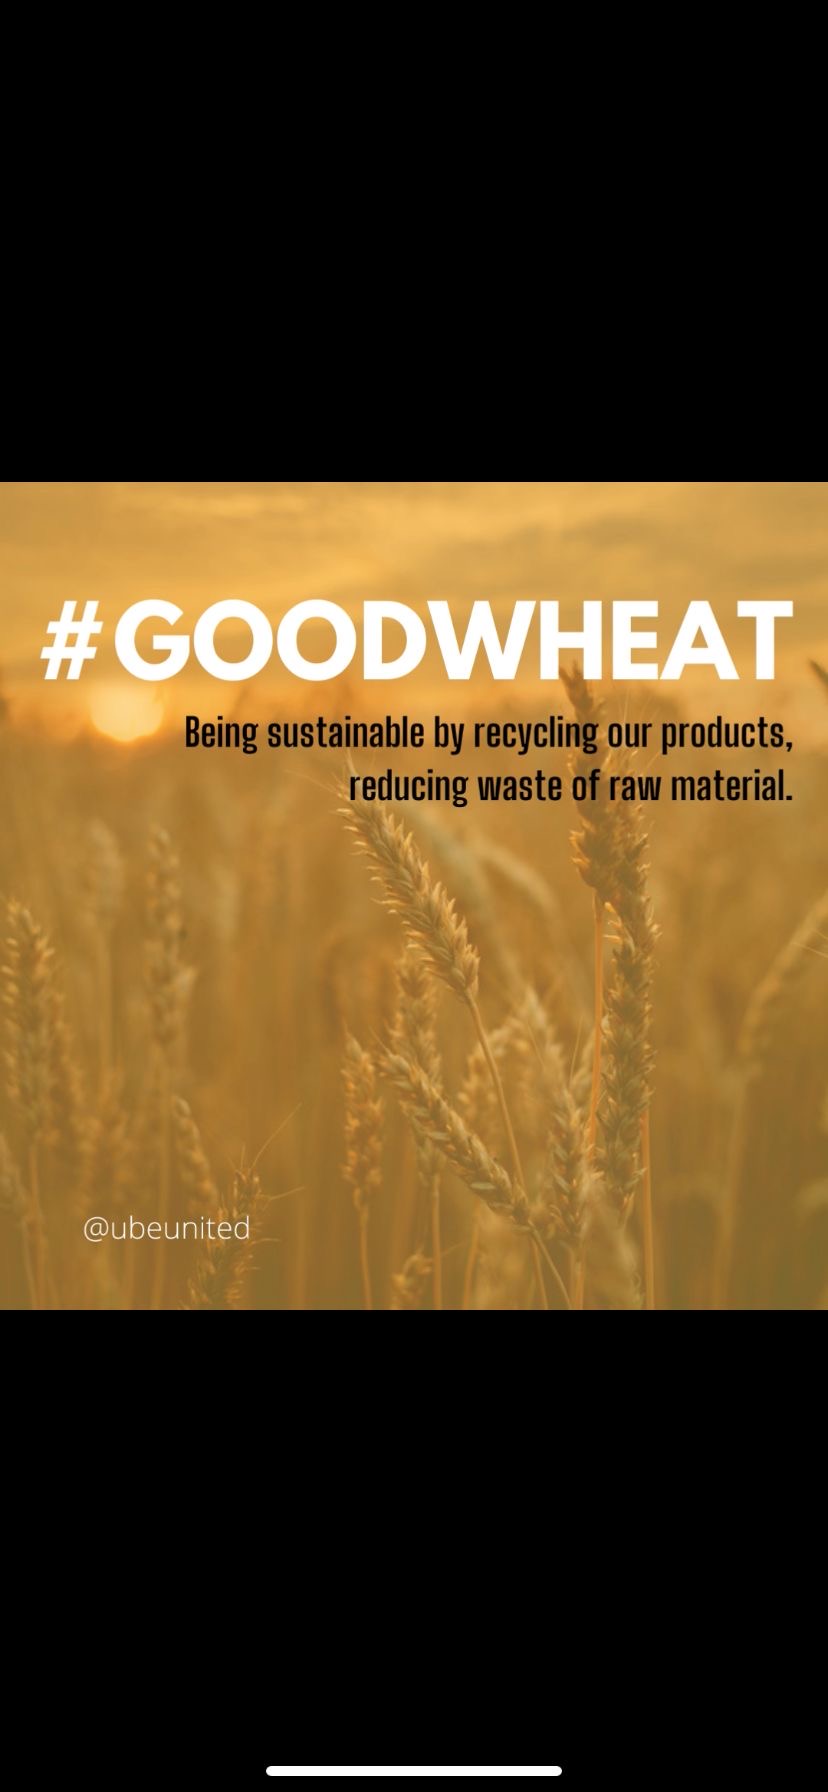 #GOODWHEAT
Being sustainable by recycling our products,
reducing waste of raw material.
@ubeunited